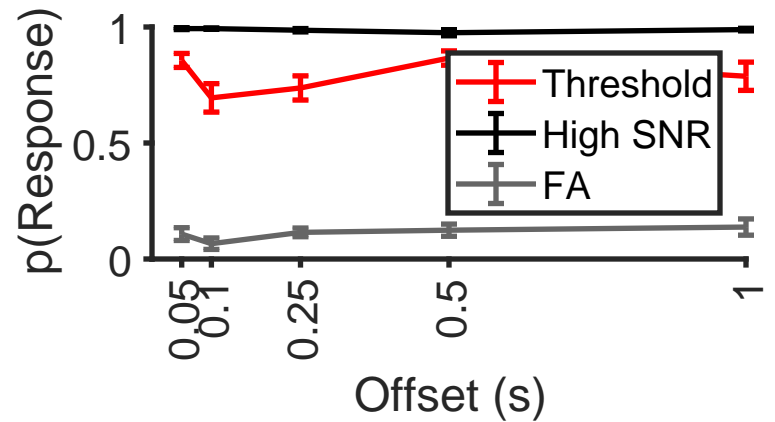 p(Response)
1
0.5
0
Threshold
High SNR
FA
0.05
0.1
0.25
0.5
1
Offset (s)